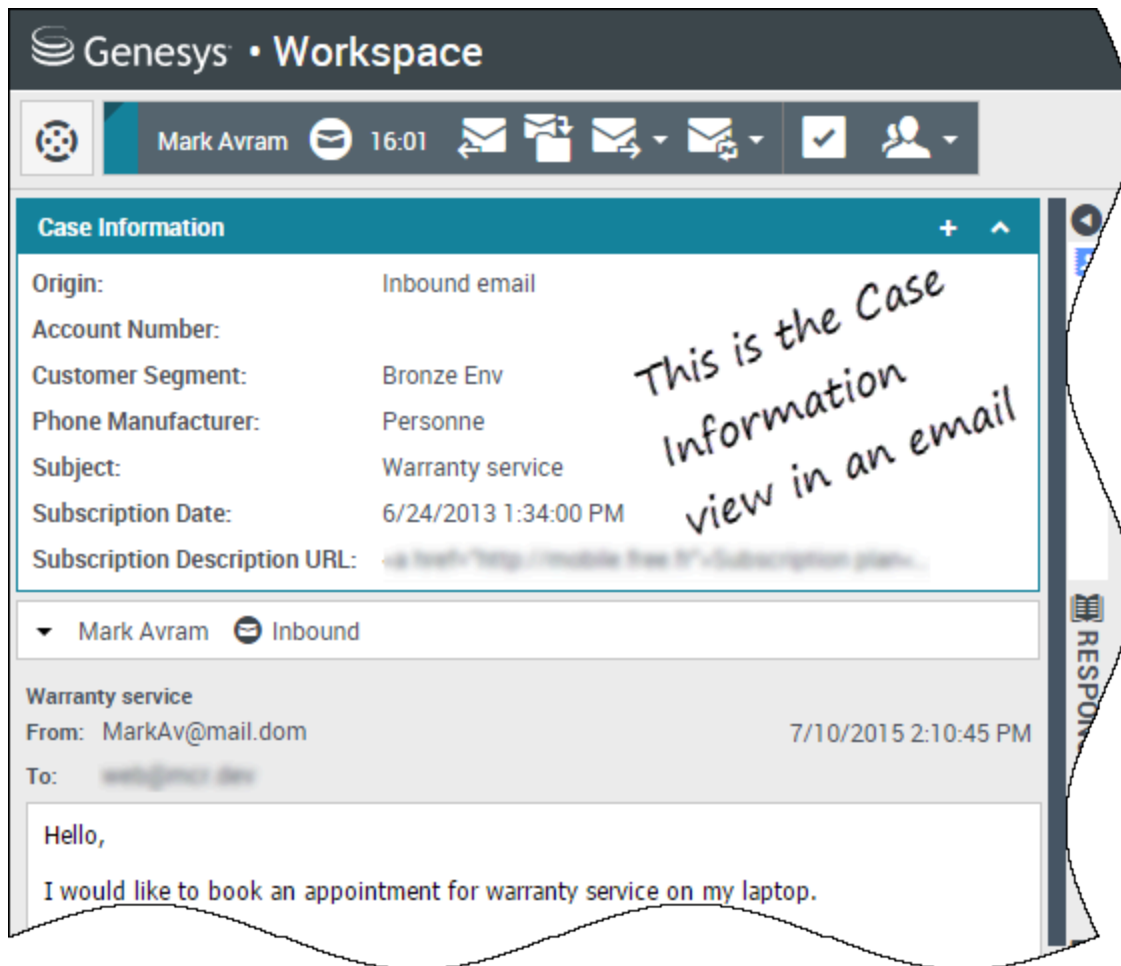 Genesys • Workspace
Mark Avram 16:01
Case Information
Origin: Inbound email
Account Number:
Customer Segment: Bronze Env
Phone Manufacturer: Personne
Subject: Warranty service
Subscription Date: 6/24/2013 1:34:00 PM
Subscription Description URL:
This is the Case
Information
view in an email
Mark Avram Inbound
Warranty service
From: MarkAv@mail.dom 7/10/2015 2:10:45 PM
To:
Hello,
I would like to book an appointment for warranty service on my laptop.